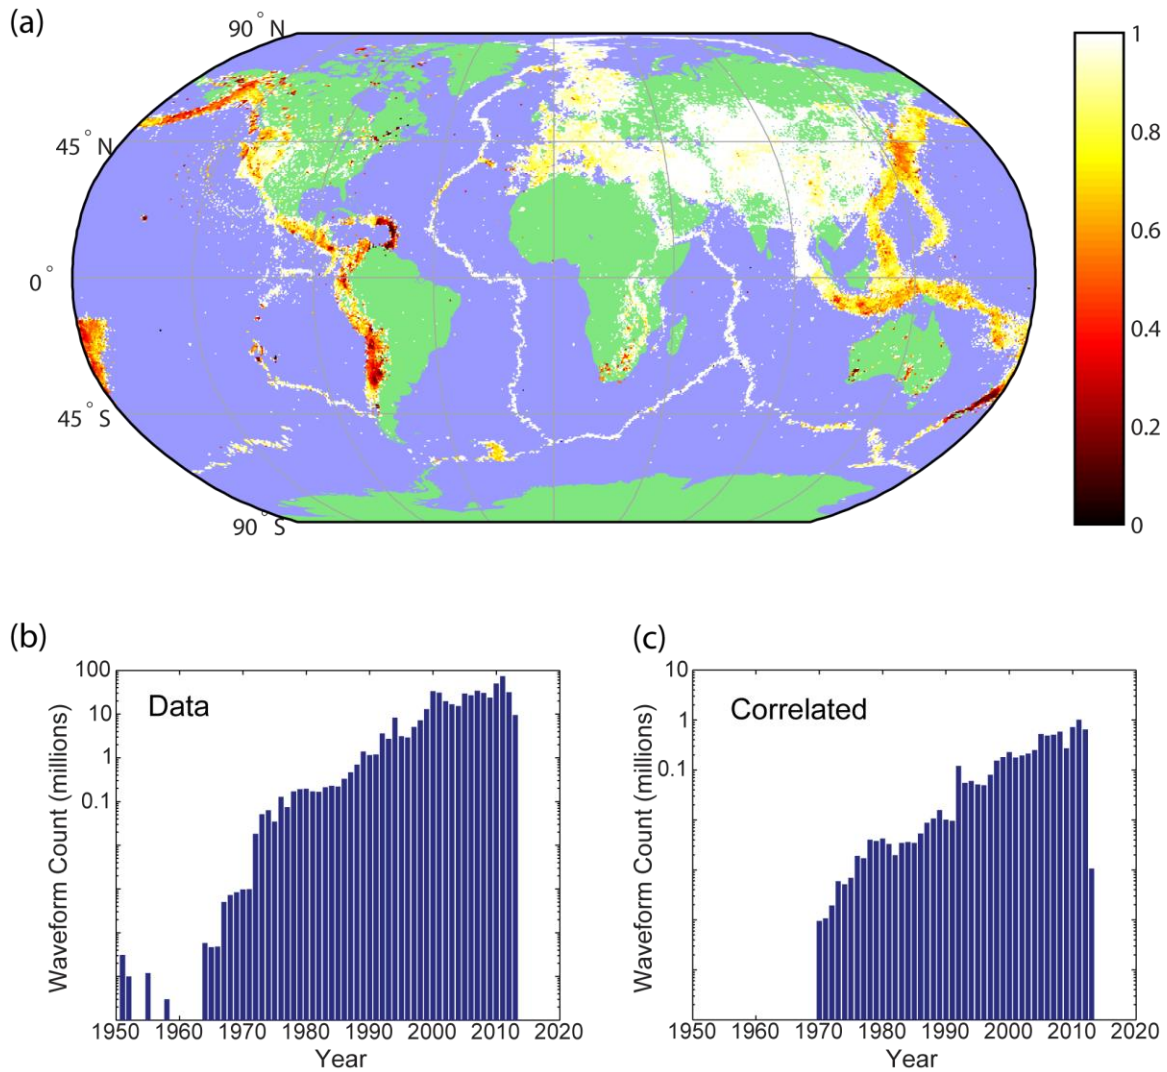 (a)
90° N
45° N
0°
45° S
90° S
1
0.8
0.6
0.4
0.2
0
(b)
100
10
1
0.1
Waveform Count (millions)
Data
1950 1960 1970 1980 1990 2000 2010 2020
Year
(c)
10
1
0.1
Waveform Count (millions)
Correlated
1950 1960 1970 1980 1990 2000 2010 2020
Year